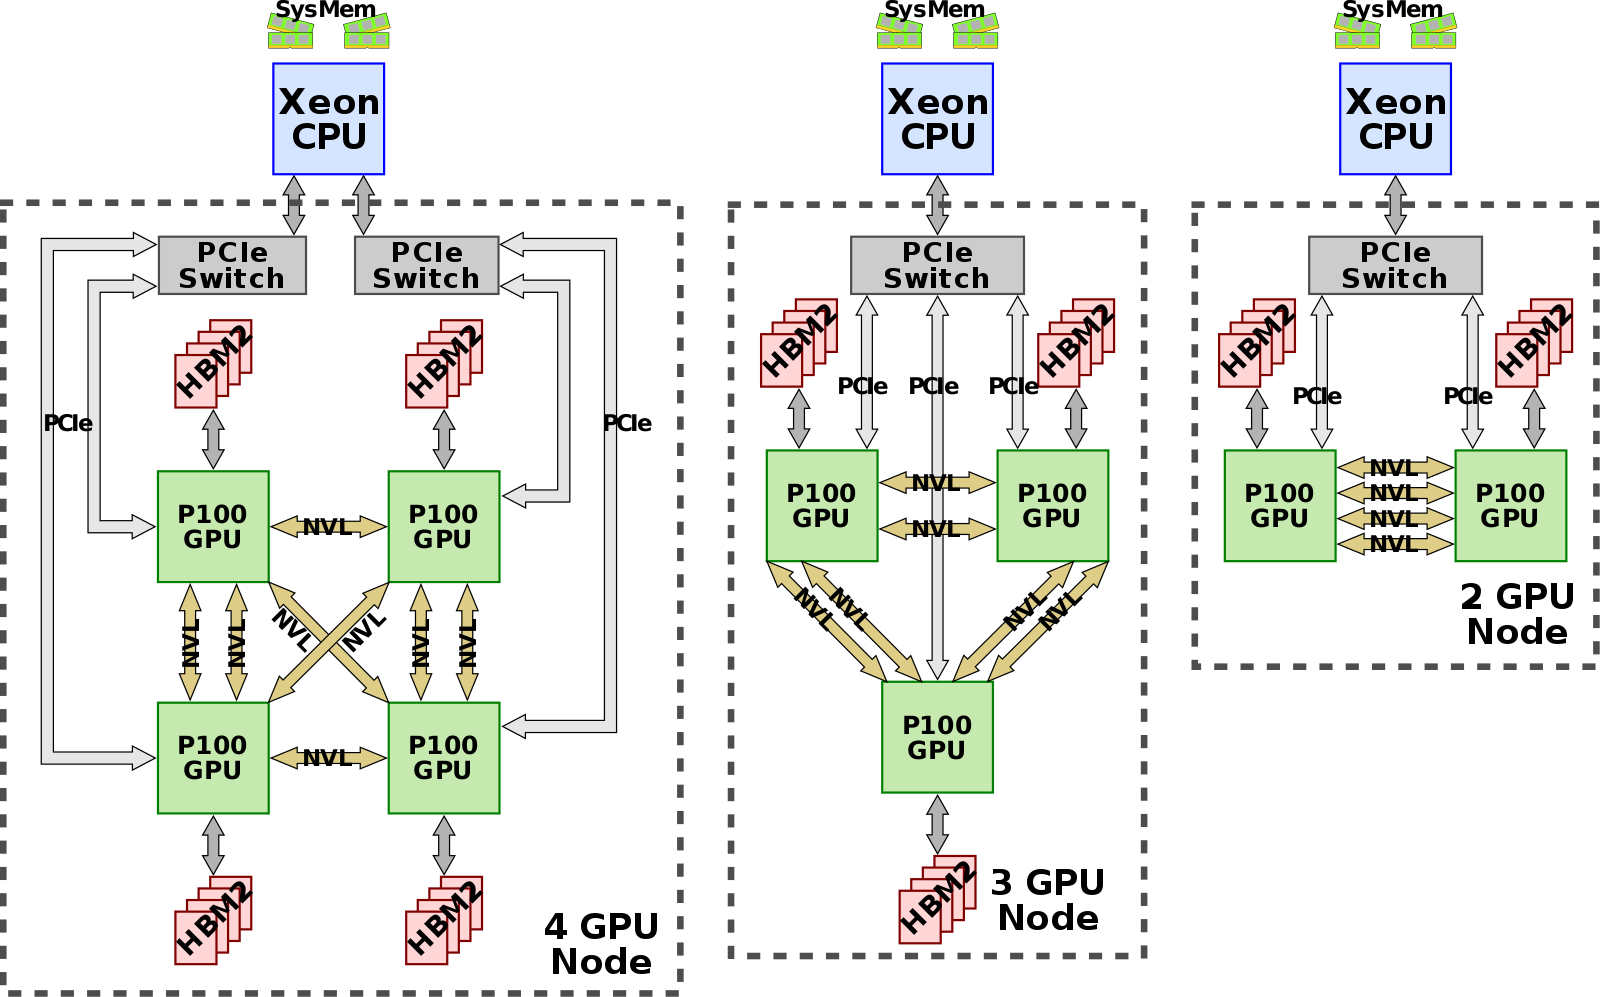 SysMem
Xeon
CPU
PCIe
Switch
PCIe
Switch
HBM2
HBM2
PCIe
PCIe
P100
GPU
NVL
P100
GPU
NVL
NVL
NVL
NVL
NVL
NVL
P100
GPU
NVL
P100
GPU
HBM2
HBM2
4 GPU
Node
SysMem
Xeon
CPU
PCIe
Switch
HBM2
HBM2
PCIe
PCIe
PCIe
P100
GPU
NVL
NVL
P100
GPU
NVL
NVL
NVL
NVL
P100
GPU
HBM2
3 GPU
Node
SysMem
Xeon
CPU
PCIe
Switch
HBM2
HBM2
PCIe
PCIe
P100
GPU
NVL
NVL
NVL
NVL
P100
GPU
2 GPU
Node